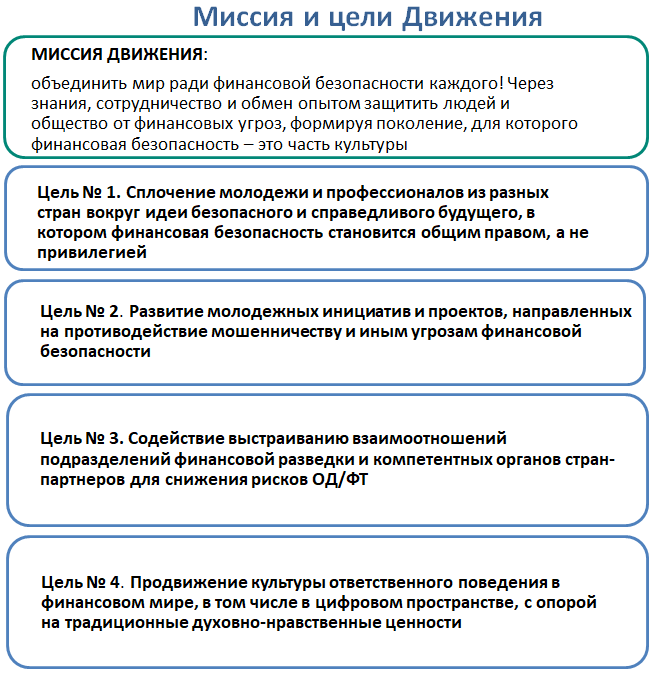 Миссия и цели Движения
МИССИЯ ДВИЖЕНИЯ:
объединить мир ради финансовой безопасности каждого! Через
знания, сотрудничество и обмен опытом защитить людей и
общество от финансовых угроз, формируя поколение, для которого
финансовая безопасность – это часть культуры
Цель № 1. Сплочение молодежи и профессионалов из разных
стран вокруг идеи безопасного и справедливого будущего, в
котором финансовая безопасность становится общим правом, а не
привилегией
Цель № 2. Развитие молодежных инициатив и проектов, направленных
на противодействие мошенничеству и иным угрозам финансовой
безопасности
Цель № 3. Содействие выстраиванию взаимоотношений
подразделений финансовой разведки и компетентных органов стран-
партнеров для снижения рисков ОД/ФТ
Цель № 4. Продвижение культуры ответственного поведения в
финансовом мире, в том числе в цифровом пространстве, с опорой
на традиционные духовно-нравственные ценности